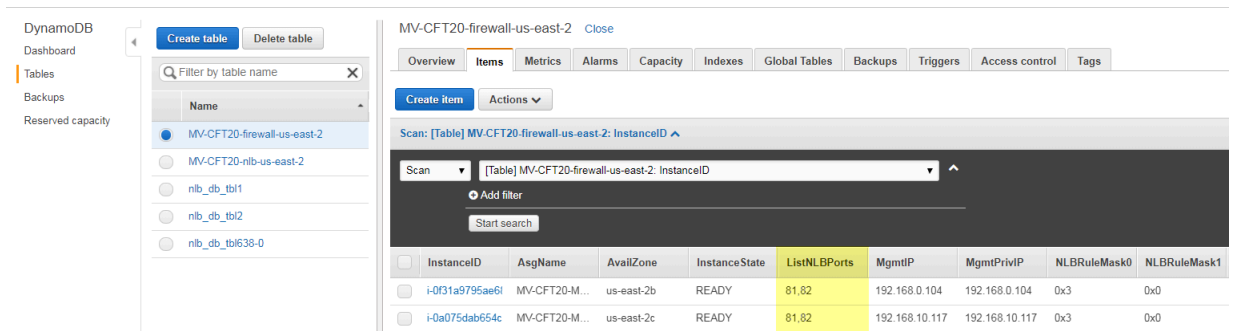 DynamoDB
Dashboard
Tables
Backups
Reserved capacity
Create table Delete table
Filter by table name X
Name
MV-CFT20-firewall-us-east-2
MV-CFT20-nlb-us-east-2
nlb_db_tbl1
nlb_db_tbl2
nlb_db_tbl638-0
MV-CFT20-firewall-us-east-2 Close
Overview Items Metrics Alarms Capacity Indexes Global Tables Backups Triggers Access control Tags
Create item Actions
Scan: [Table] MV-CFT20-firewall-us-east-2: InstanceID
Scan [Table] MV-CFT20-firewall-us-east-2: InstanceID
Add filter
Start search
InstanceID AsgName AvailZone InstanceState ListNLBPorts MgmtIP MgmtPrivIP NLBRuleMask0 NLBRuleMask1
i-0f31a9795ae6 MV-CFT20-M... us-east-2b READY 81,82 192.168.0.104 192.168.0.104 0x3 0x0
i-0a075dab654c MV-CFT20-M... us-east-2c READY 81,82 192.168.10.117 192.168.10.117 0x3 0x0